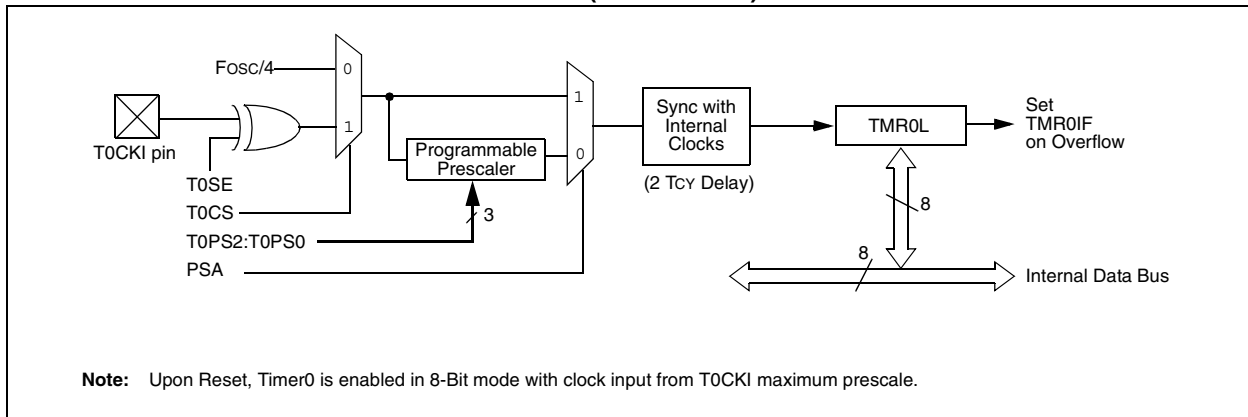 Fosc/4
0
1
T0CKI pin
T0SE
T0CS
T0PS2:T0PS0
PSA
Programmable
Prescaler
3
1
0
Sync with
Internal
Clocks
(2 TCY Delay)
TMR0L
Set
TMR0IF
on Overflow
8
8
Internal Data Bus
Note: Upon Reset, Timer0 is enabled in 8-Bit mode with clock input from T0CKI maximum prescale.